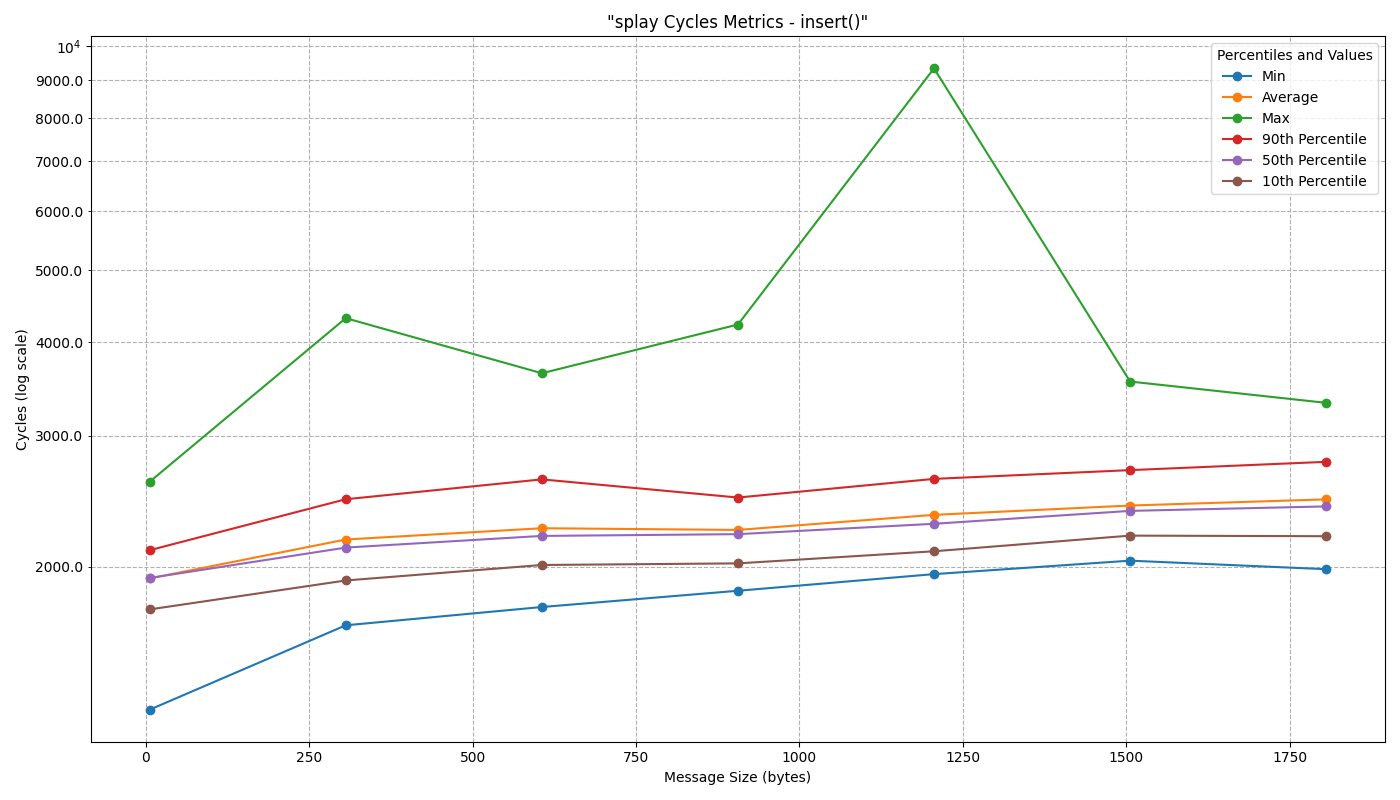 "splay Cycles Metrics - insert()"
10⁴
9000.0
8000.0
7000.0
6000.0
5000.0
4000.0
3000.0
2000.0
Cycles (log scale)
Percentiles and Values
Min
Average
Max
90th Percentile
50th Percentile
10th Percentile
0 250 500 750 1000 1250 1500 1750
Message Size (bytes)